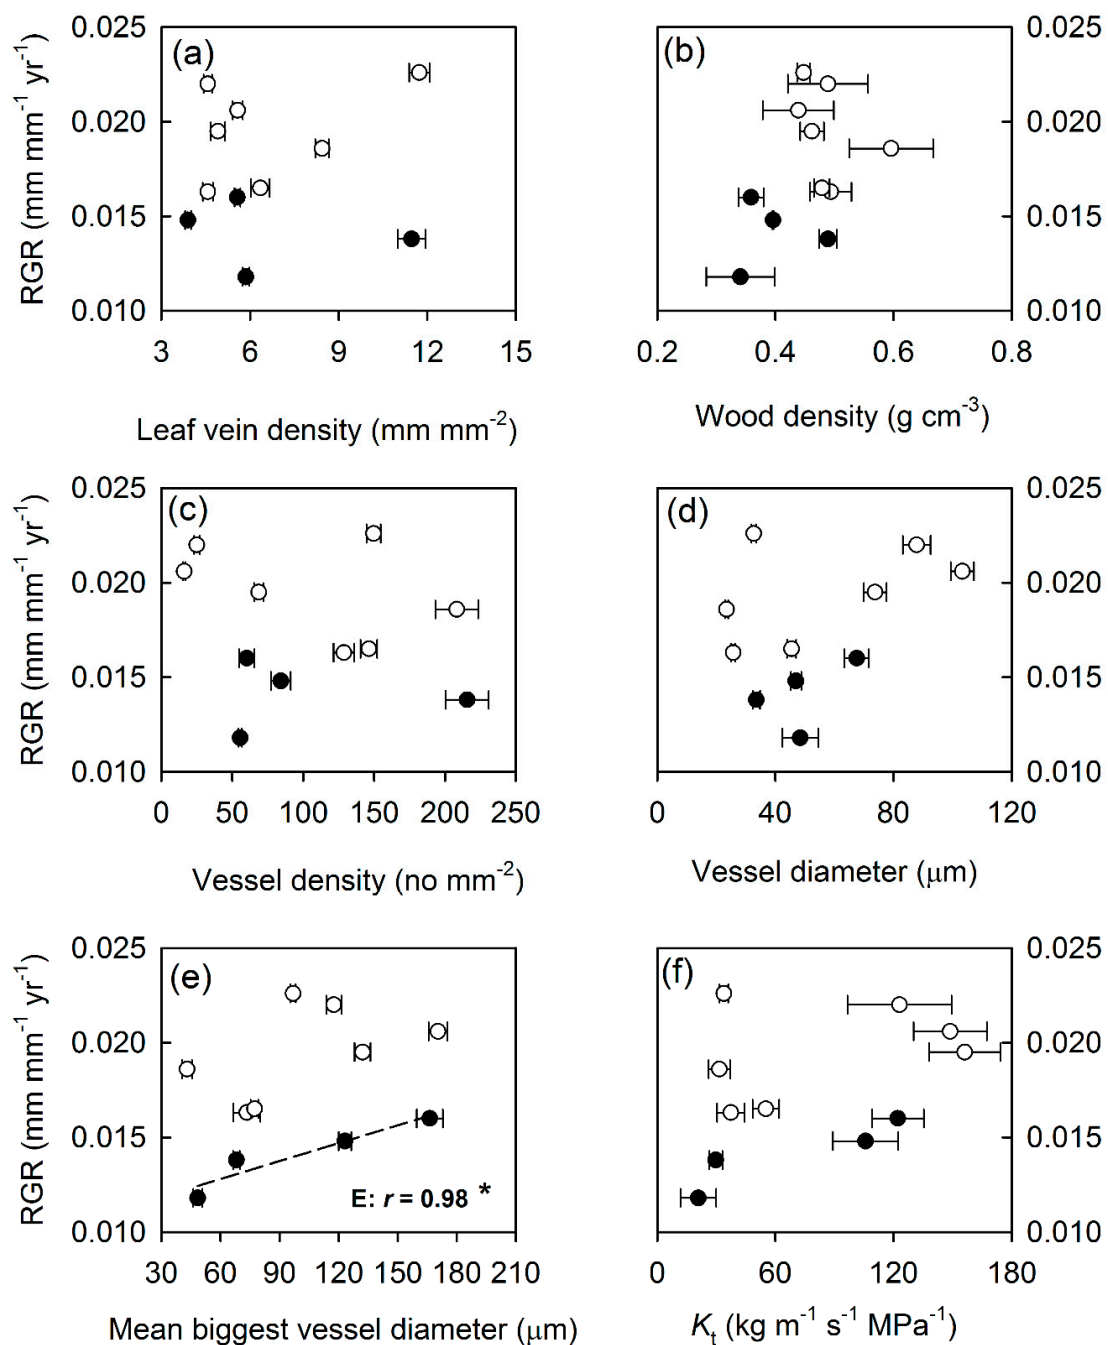 0.025
0.020
0.015
0.010
RGR (mm mm⁻¹ yr⁻¹)
(a)
3 6 9 12 15
Leaf vein density (mm mm⁻²)
(b)
0.025
0.020
0.015
0.010
0.2 0.4 0.6 0.8
Wood density (g cm⁻³)
0.025
0.020
0.015
0.010
RGR (mm mm⁻¹ yr⁻¹)
(c)
0 50 100 150 200 250
Vessel density (no mm⁻²)
(d)
0.025
0.020
0.015
0.010
0 40 80 120
Vessel diameter (μm)
0.025
0.020
0.015
0.010
RGR (mm mm⁻¹ yr⁻¹)
(e)
E: r = 0.98 *
30 60 90 120 150 180 210
Mean biggest vessel diameter (μm)
(f)
0.025
0.020
0.015
0.010
0 60 120 180
Kt (kg m⁻¹ s⁻¹ MPa⁻¹)